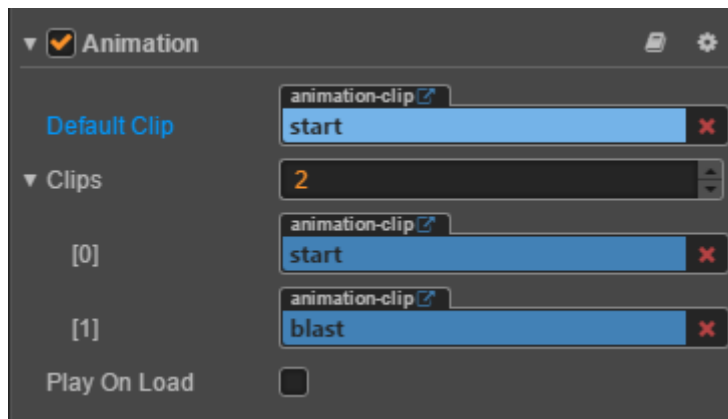 Animation
animation-clip
Default Clip start
Clips 2
animation-clip
[0] start
animation-clip
[1] blast
Play On Load